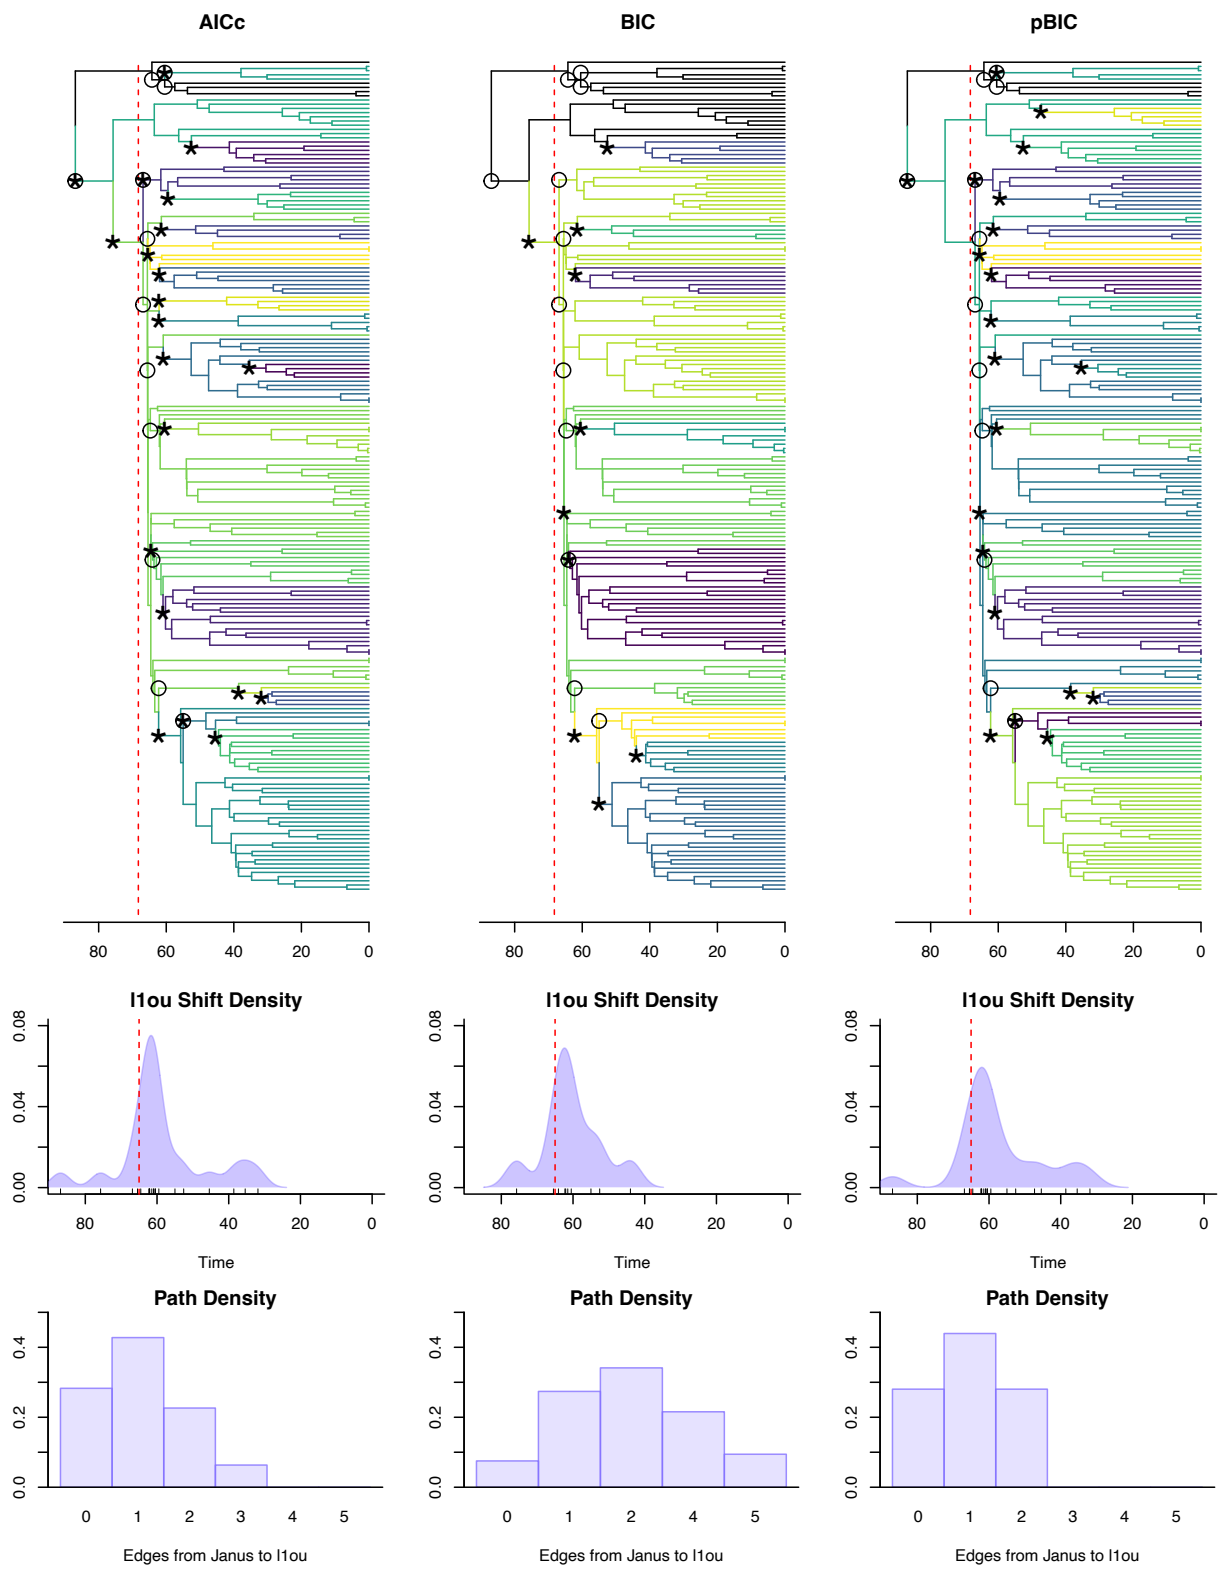 AICc BIC pBIC
80 60 40 20 0 80 60 40 20 0 80 60 40 20 0
l1ou Shift Density l1ou Shift Density l1ou Shift Density
0.08 0.08 0.08
0.04 0.04 0.04
0.00 0.00 0.00
80 60 40 20 0 80 60 40 20 0 80 60 40 20 0
Time Time Time
Path Density Path Density Path Density
0.4 0.4 0.4
0.2 0.2 0.2
0.0 0.0 0.0
0 1 2 3 4 5 0 1 2 4 5 0 1 2 3 4 5
Edges from Janus to l1ou Edges from Janus to l1ou Edges from Janus to l1ou